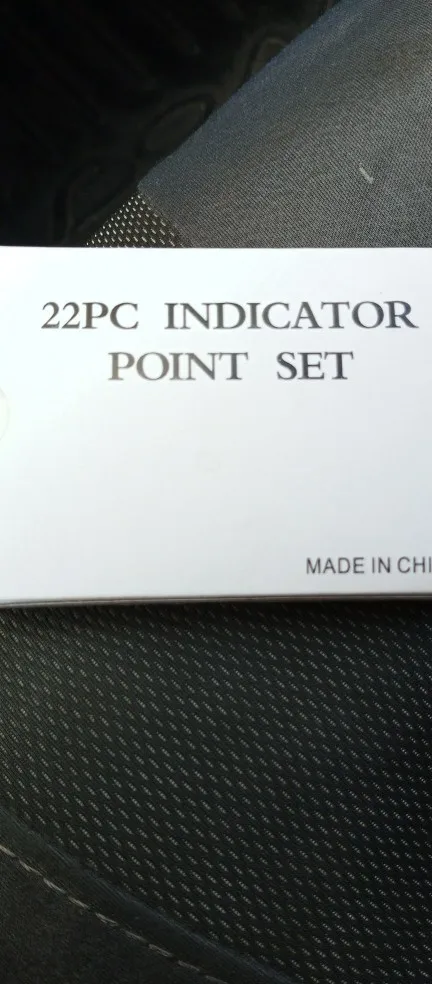 22PC INDICATOR
POINT SET
MADE IN CHI